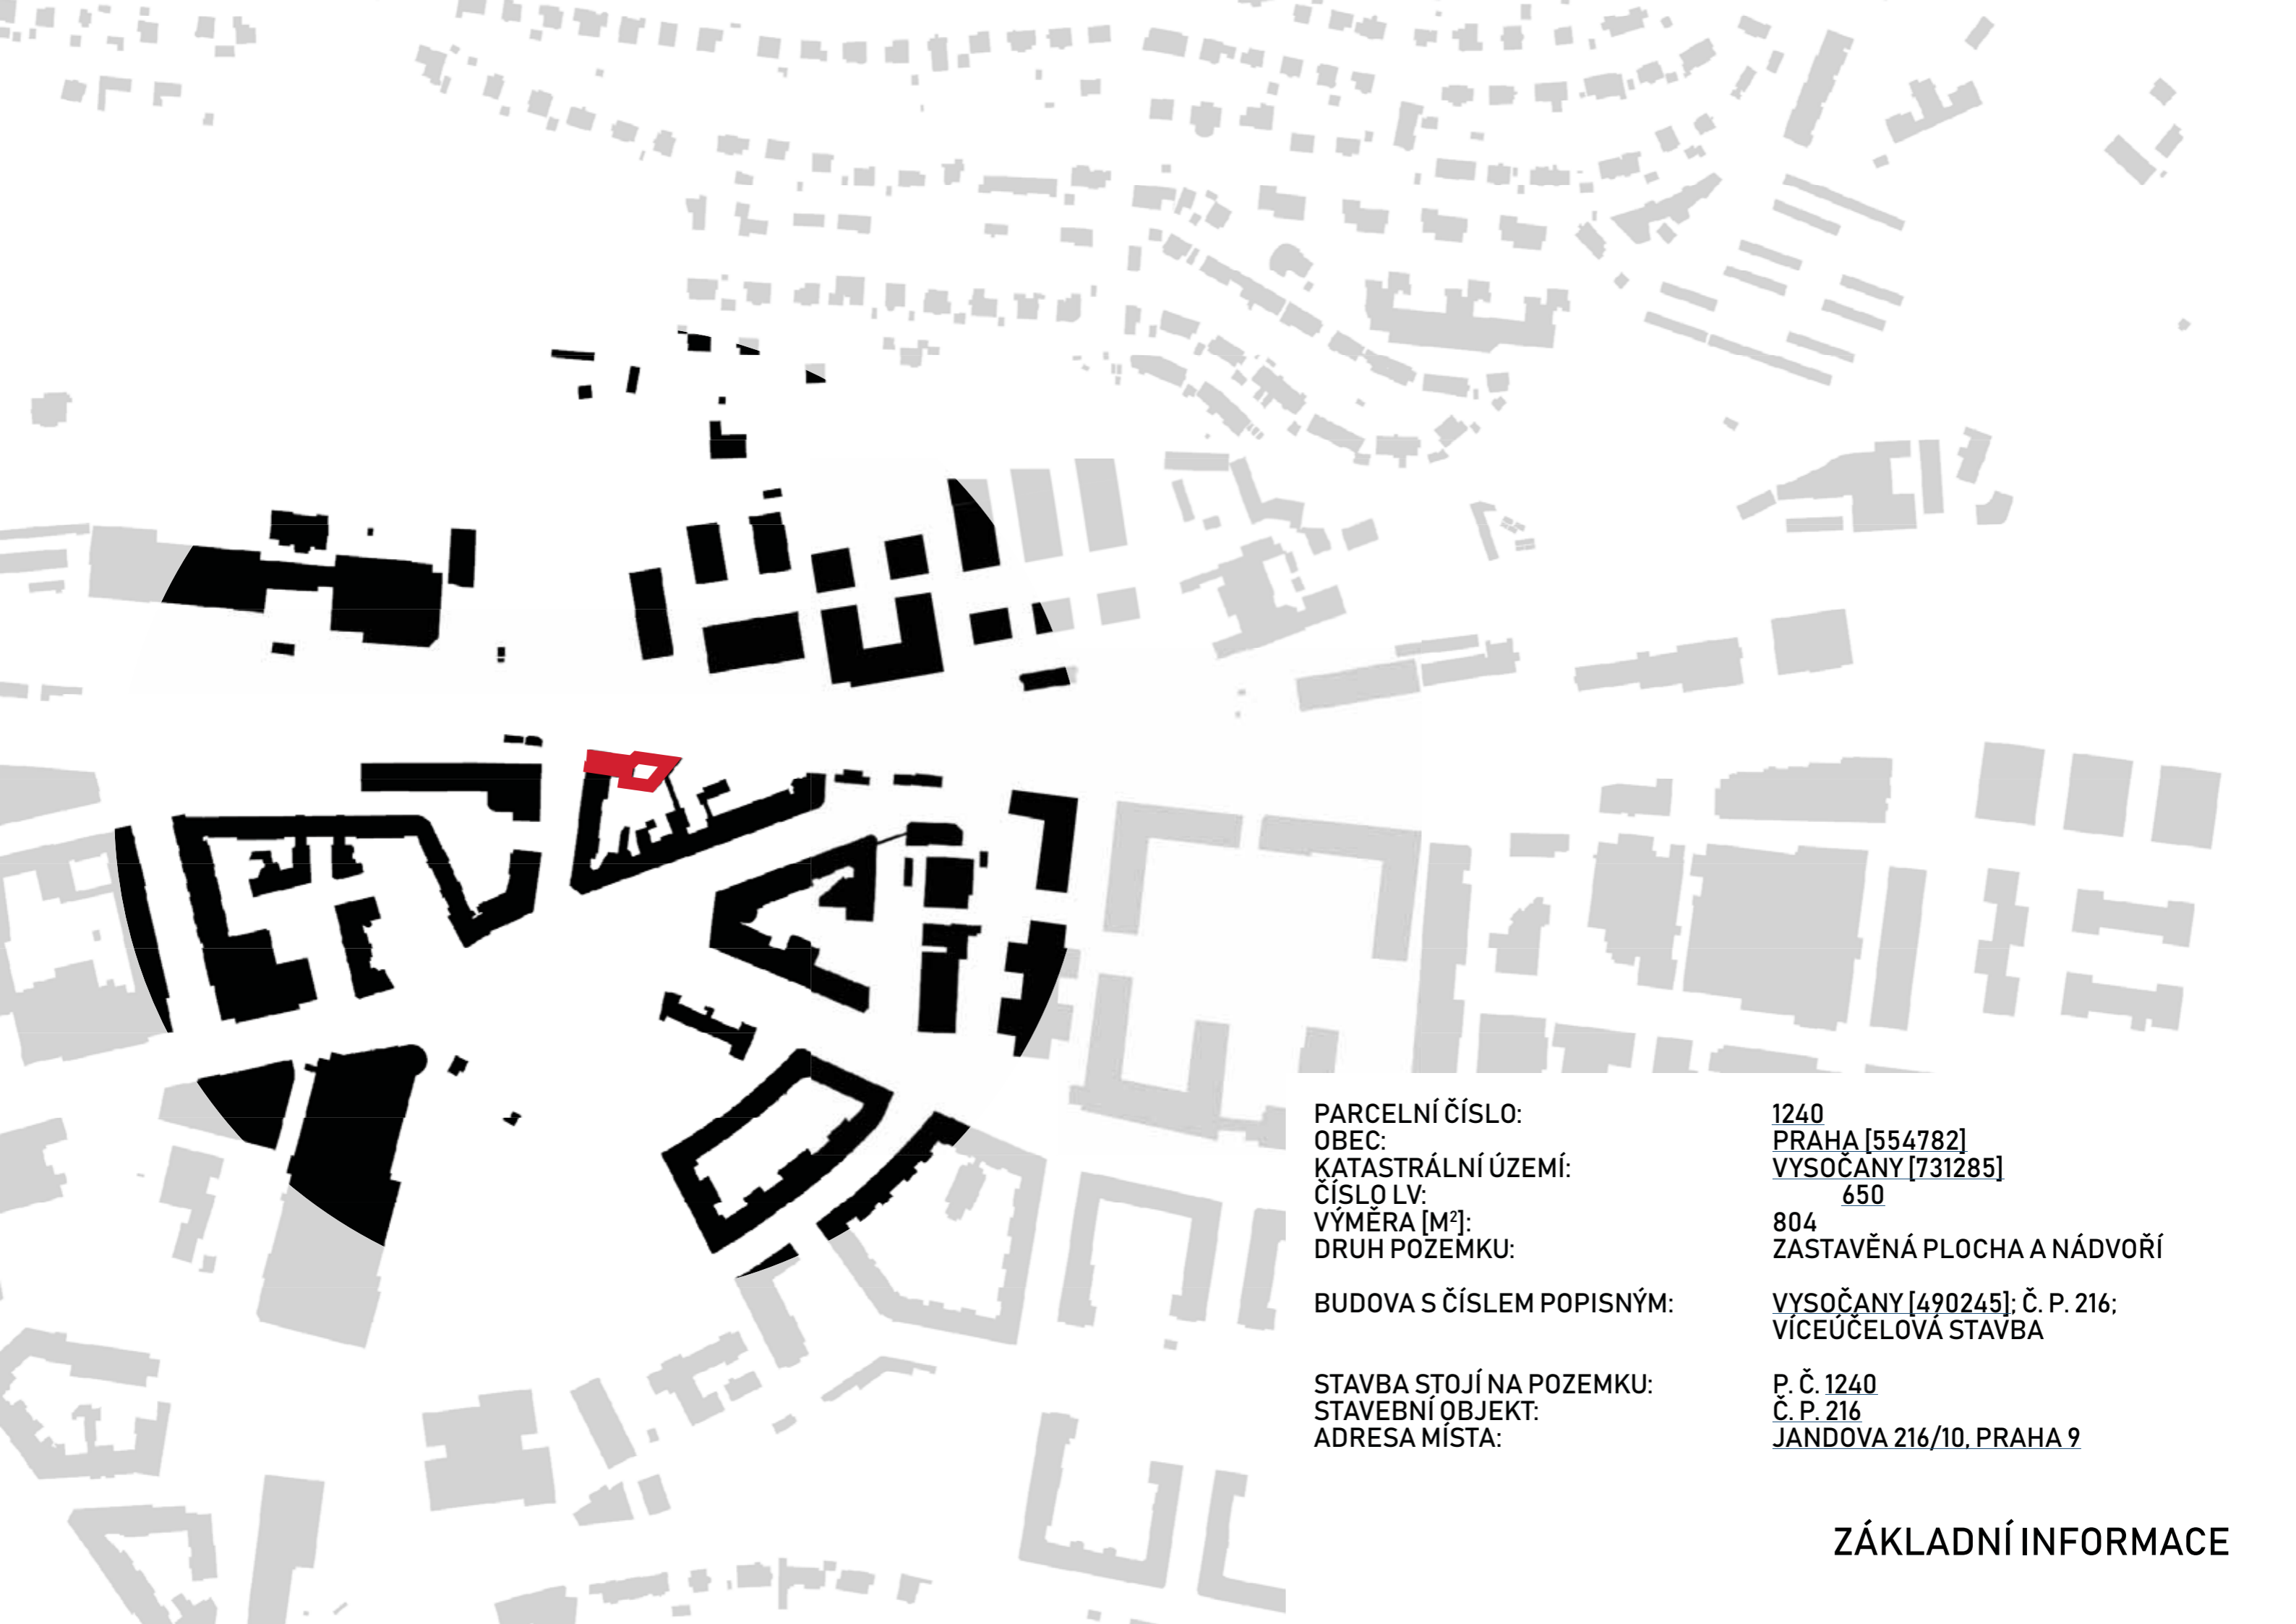 PARCELNÍ ČÍSLO: 1240
OBEC: PRAHA [554782]
KATASTRÁLNÍ ÚZEMÍ: VYSOČANY [731285]
ČÍSLO LV: 650
VÝMĚRA [M²]: 804
DRUH POZEMKU: ZASTAVĚNÁ PLOCHA A NÁDVOŘÍ
BUDOVA S ČÍSLEM POPISNÝM: VYSOČANY [490245]; Č. P. 216;
VÍCEÚČELOVÁ STAVBA
STAVBA STOJÍ NA POZEMKU: P. Č. 1240
STAVEBNÍ OBJEKT: Č. P. 216
ADRESA MÍSTA: JANDOVA 216/10, PRAHA 9
ZÁKLADNÍ INFORMACE